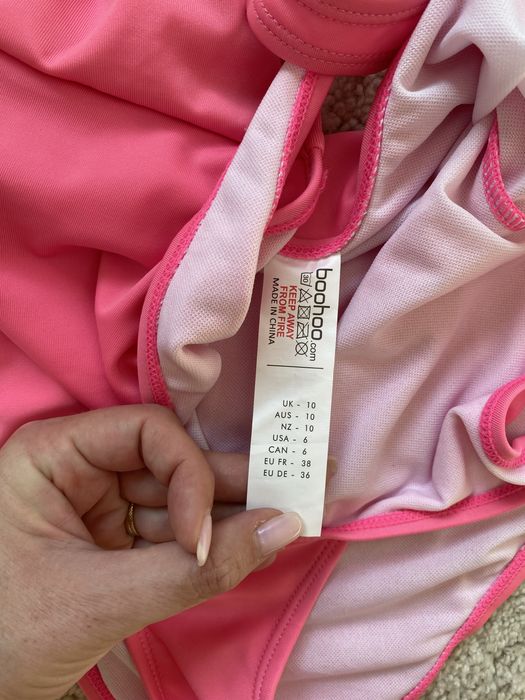 boohoo.com
30
KEEP AWAY
FROM FIRE
MADE IN CHINA
UK - 10
AUS - 10
NZ - 10
USA - 6
CAN - 6
EU FR - 38
EU DE - 36